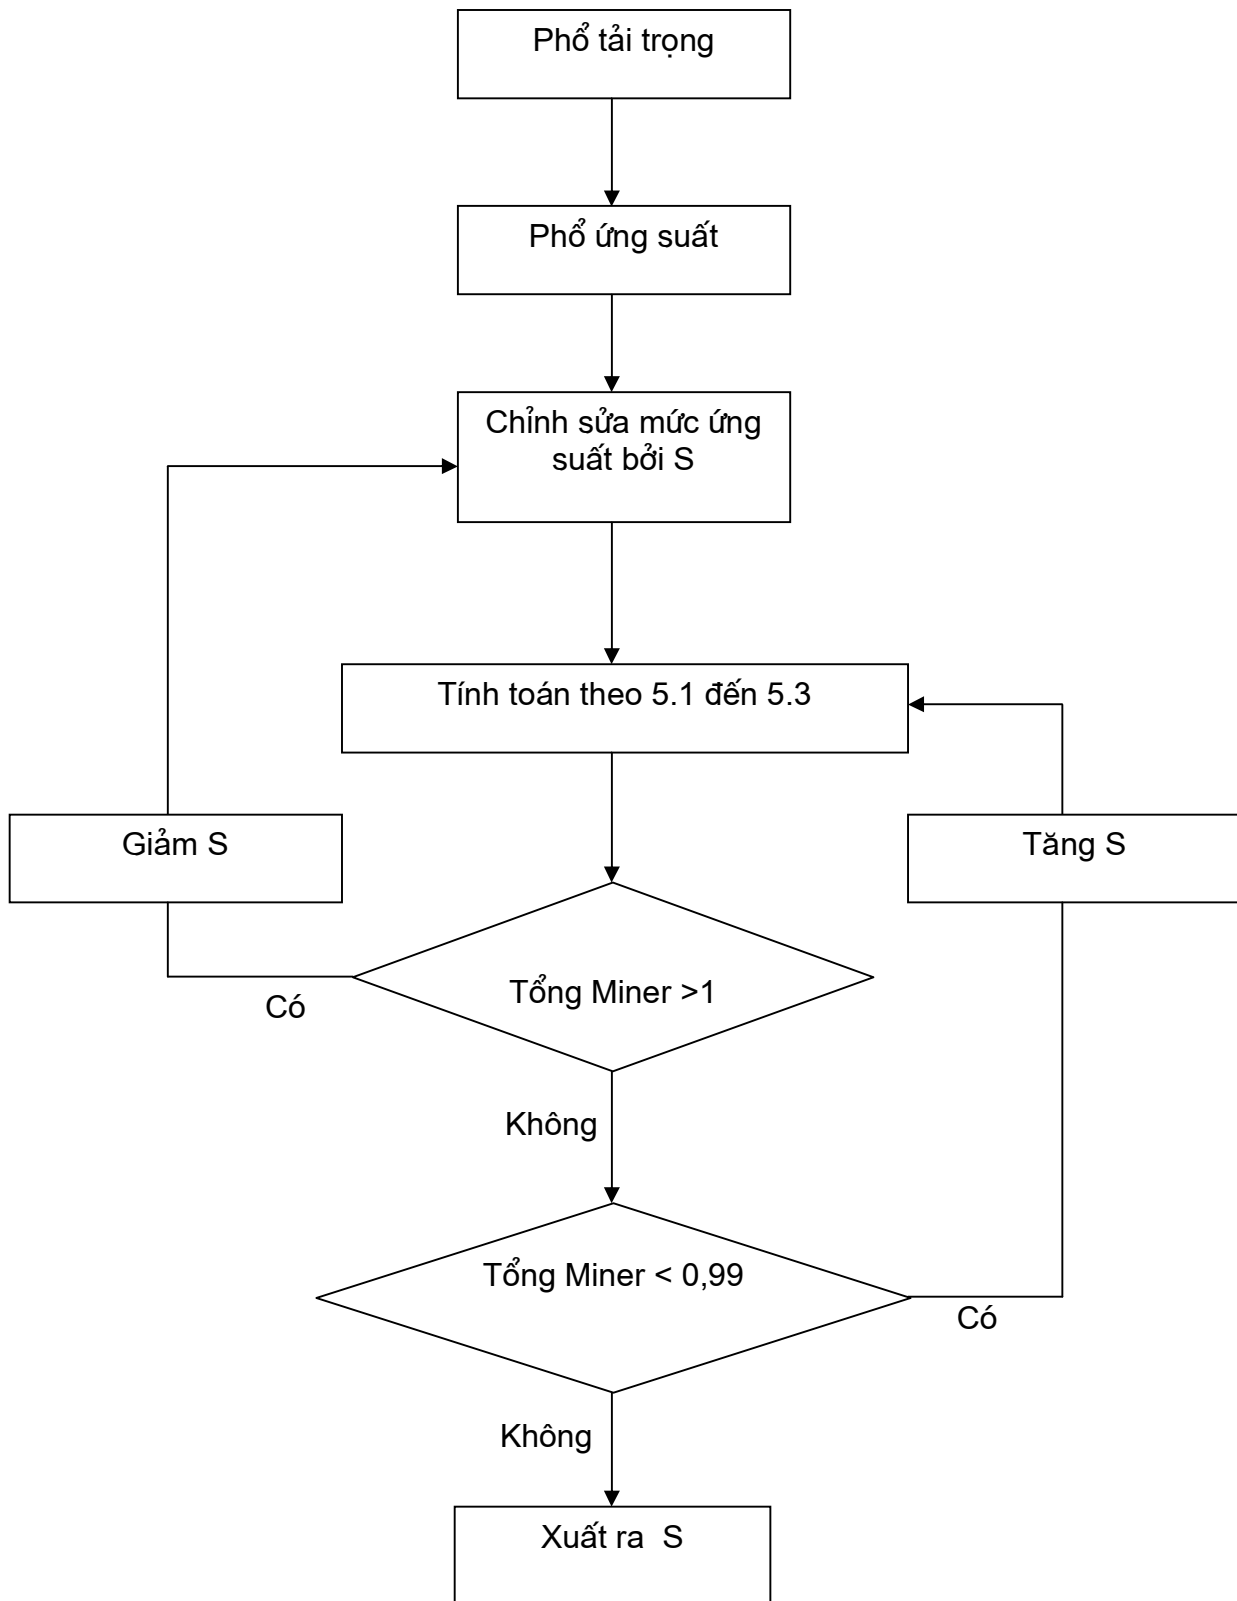 Phổ tải trọng
Phổ ứng suất
Chỉnh sửa mức ứng
suất bởi S
Tính toán theo 5.1 đến 5.3
Giảm S
Tăng S
Tổng Miner >1
Có
Không
Tổng Miner < 0,99
Có
Không
Xuất ra S